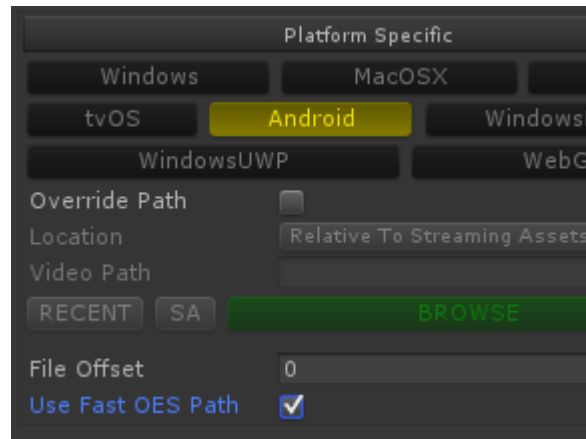 Platform Specific
Windows MacOSX
tvOS Android Windows
WindowsUWP WebG
Override Path
Location Relative To Streaming Assets
Video Path
RECENT SA BROWSE
File Offset 0
Use Fast OES Path